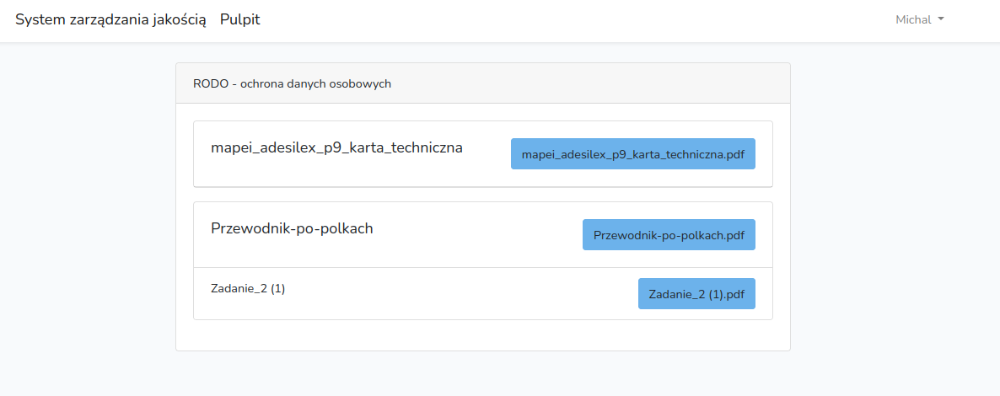 System zarządzania jakością Pulpit Michal
RODO - ochrona danych osobowych
mapei_adesilex_p9_karta_techniczna mapei_adesilex_p9_karta_techniczna.pdf
Przewodnik-po-polkach Przewodnik-po-polkach.pdf
Zadanie_2 (1) Zadanie_2 (1).pdf